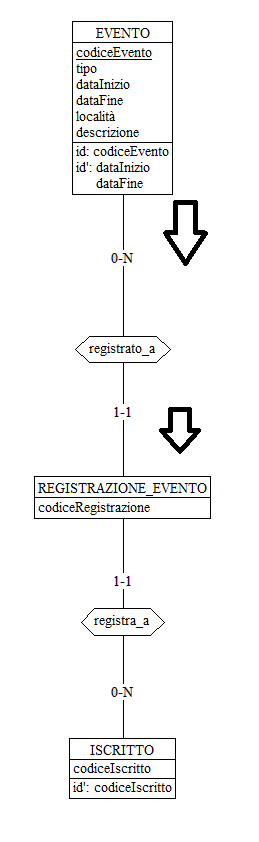 EVENTO
codiceEvento
tipo
dataInizio
dataFine
località
descrizione
id: codiceEvento
id': dataInizio
dataFine
0-N
registrato_a
1-1
REGISTRAZIONE_EVENTO
codiceRegistrazione
1-1
registra_a
0-N
ISCRITTO
codiceIscritto
id': codiceIscritto